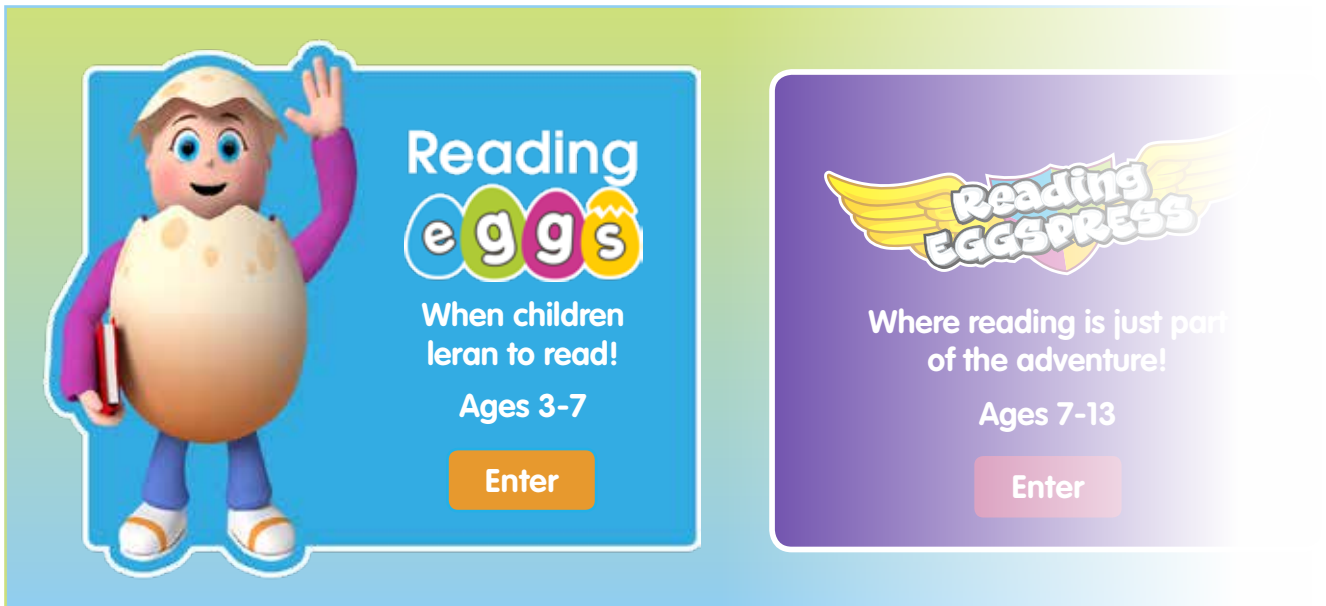 Reading
eggs
When children
leran to read!
Ages 3-7
Enter
Reading
EGGSPRESS
Where reading is just part
of the adventure!
Ages 7-13
Enter